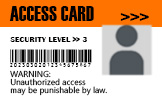 ACCESS CARD >>>
SECURITY LEVEL >> 3
WARNING:
Unauthorized access
may be punishable by law.